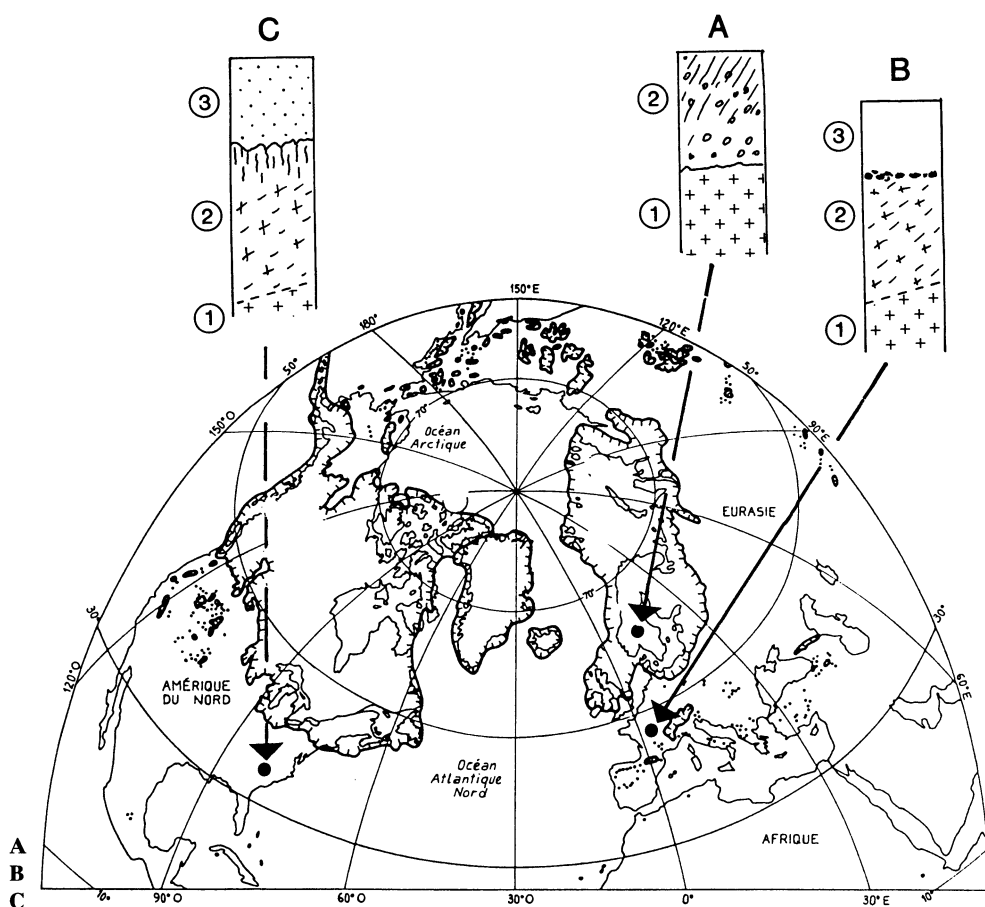 C
A
B
③
②
①
②
①
③
②
①
150°E
180°
120°E
50°
50°
150°O
90°E
70°
Océan
Arctique
EURASIE
70°
30°
30°
120°O
60°E
AMÉRIQUE
DU NORD
Océan
Atlantique
Nord
AFRIQUE
A
B
C
10°
90°O
60°O
30°O
0°
30°E
10°